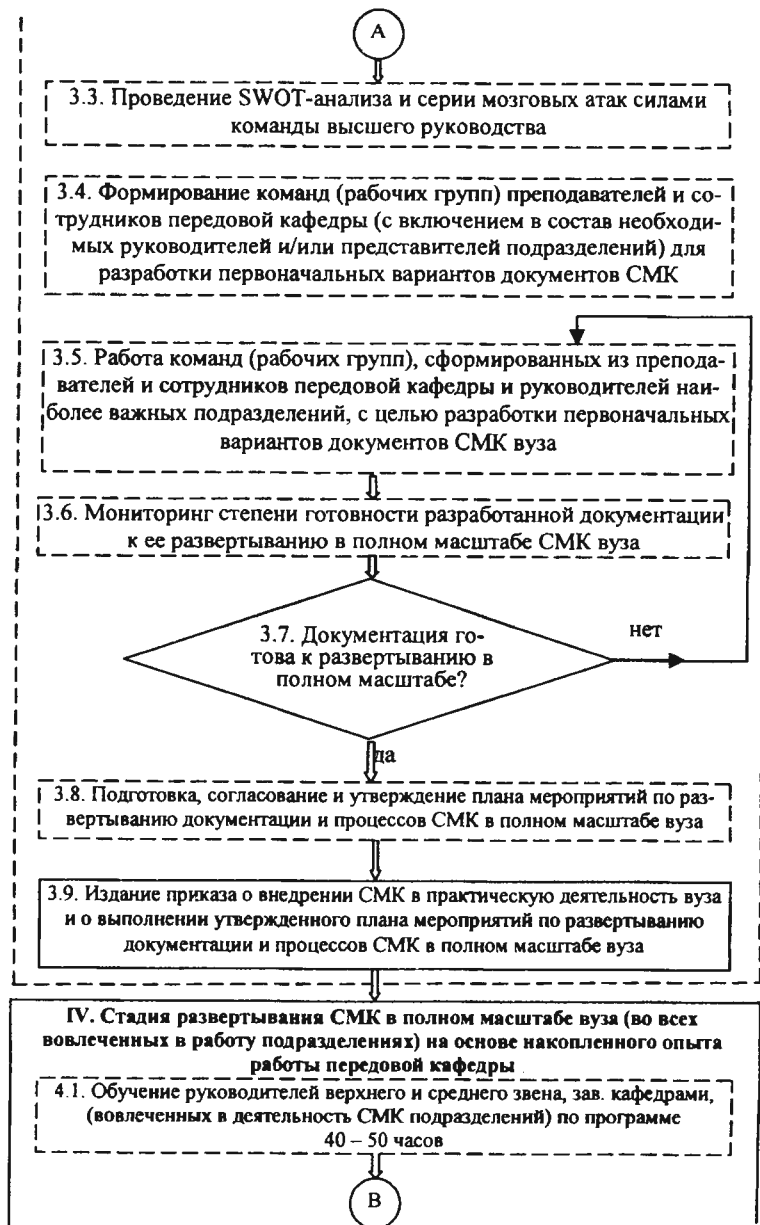 А
3.3. Проведение SWOT-анализа и серии мозговых атак силами
команды высшего руководства
3.4. Формирование команд (рабочих групп) преподавателей и со-
трудников передовой кафедры (с включением в состав необходи-
мых руководителей и/или представителей подразделений) для
разработки первоначальных вариантов документов СМК
3.5. Работа команд (рабочих групп), сформированных из препода-
вателей и сотрудников передовой кафедры и руководителей наи-
более важных подразделений, с целью разработки первоначальных
вариантов документов СМК вуза
3.6. Мониторинг степени готовности разработанной документации
к ее развертыванию в полном масштабе СМК вуза
3.7. Документация го-
това к развертыванию в
полном масштабе?
нет
да
3.8. Подготовка, согласование и утверждение плана мероприятий по раз-
вертыванию документации и процессов СМК в полном масштабе вуза
3.9. Издание приказа о внедрении СМК в практическую деятельность вуза
и о выполнении утвержденного плана мероприятий по развертыванию
документации и процессов СМК в полном масштабе вуза
IV. Стадия развертывания СМК в полном масштабе вуза (во всех
вовлеченных в работу подразделениях) на основе накопленного опыта
работы передовой кафедры
4.1. Обучение руководителей верхнего и среднего звена, зав. кафедрами,
(вовлеченных в деятельность СМК подразделений) по программе
40 – 50 часов
В